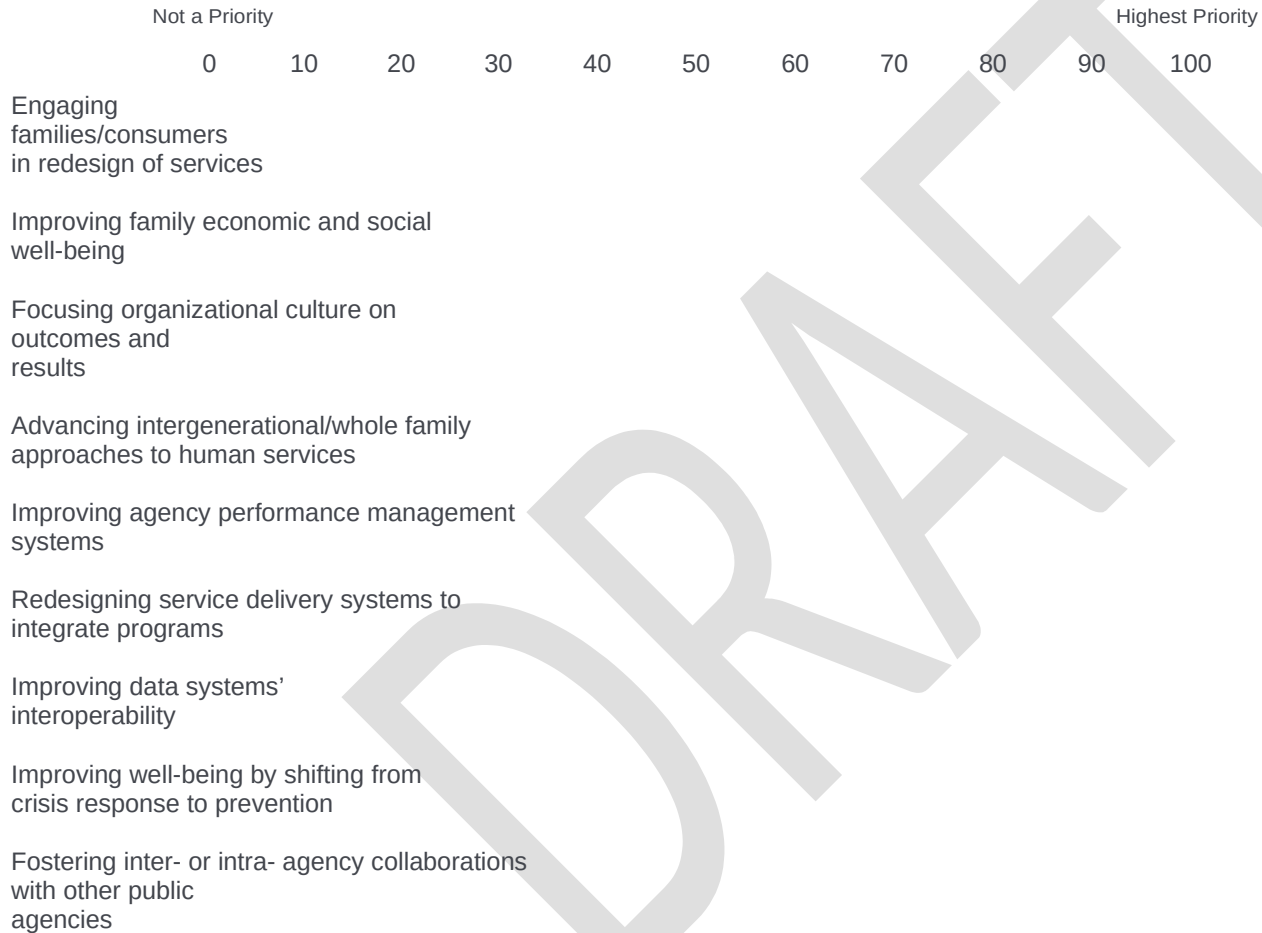 Not a Priority Highest Priority
0 10 20 30 40 50 60 70 80 90 100
Engaging
families/consumers
in redesign of services
Improving family economic and social
well-being
Focusing organizational culture on
outcomes and
results
Advancing intergenerational/whole family
approaches to human services
Improving agency performance management
systems
Redesigning service delivery systems to
integrate programs
Improving data systems’
interoperability
Improving well-being by shifting from
crisis response to prevention
Fostering inter- or intra- agency collaborations
with other public
agencies
DRAFT